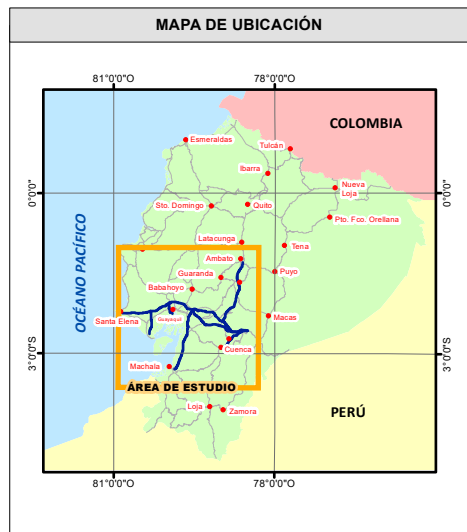 MAPA DE UBICACIÓN
81°0'0"O
78°0'0"O
COLOMBIA
Esmeraldas
Tulcán
Ibarra
Nueva
Loja
0°0'0"
0°0'0"
Sto. Domingo
Quito
Pto. Fco. Orellana
OCÉANO PACÍFICO
Latacunga
Tena
Ambato
Guaranda
Puyo
Babahoyo
Santa Elena
Guayaquil
Macas
3°0'0"S
3°0'0"S
Cuenca
Machala
ÁREA DE ESTUDIO
Loja
Zamora
PERÚ
81°0'0"O
78°0'0"O